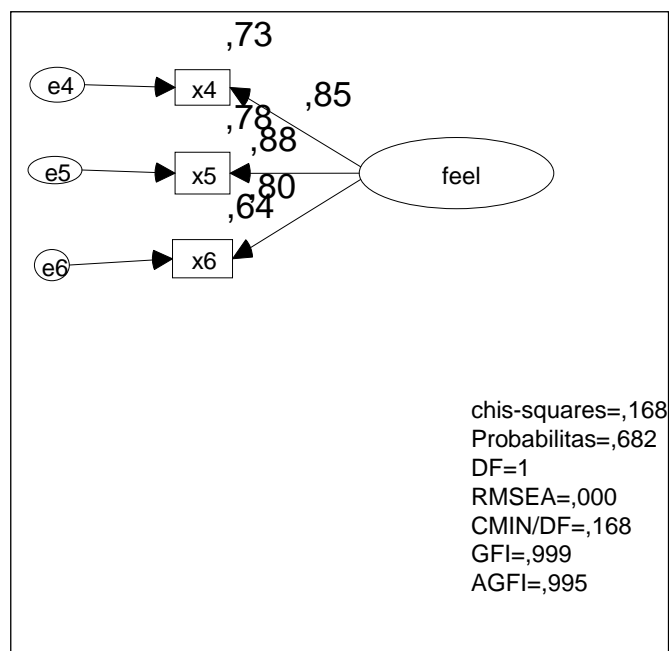 ,73
e4
x4
,85
,78
,88
e5
x5
feel
,80
,64
e6
x6
chis-squares=,168
Probabilitas=,682
DF=1
RMSEA=,000
CMIN/DF=,168
GFI=,999
AGFI=,995